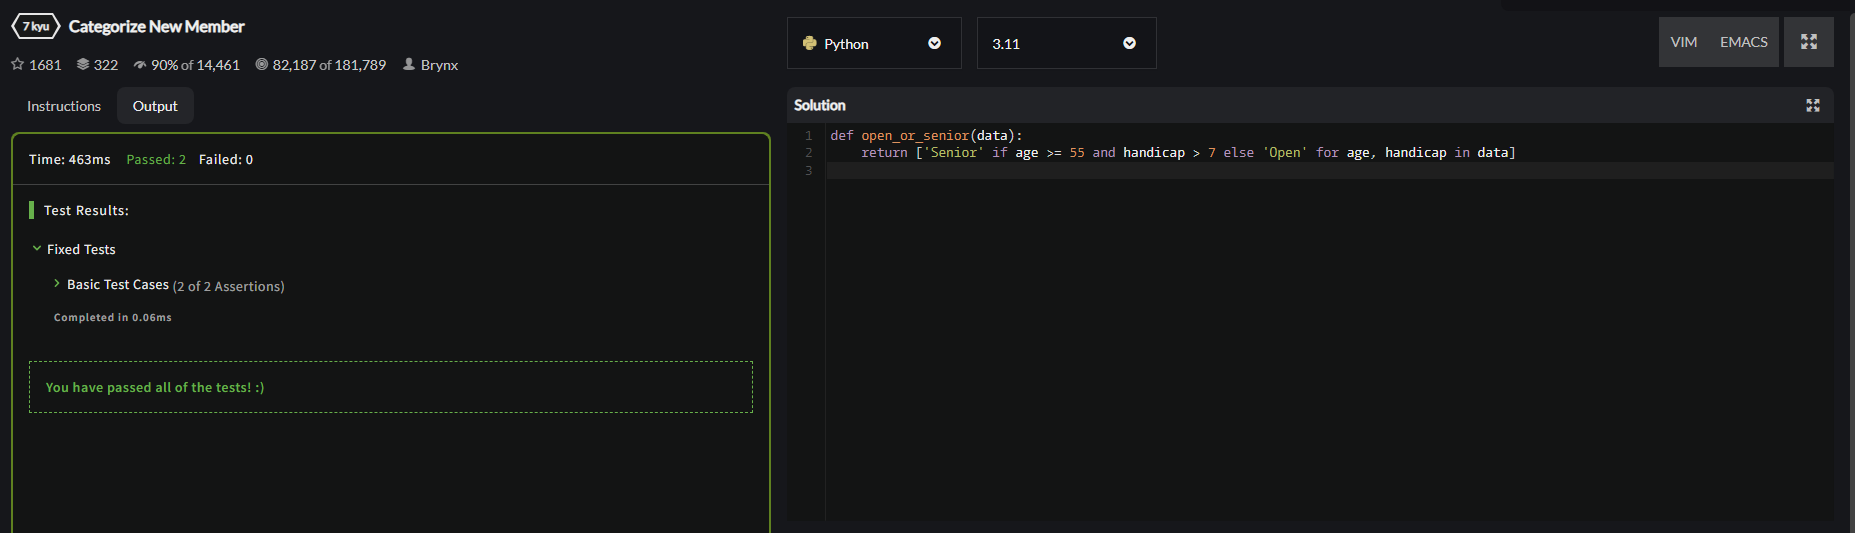 7 kyu Categorize New Member
1681 322 90% of 14,461 82,187 of 181,789 Brynx
Instructions Output
Time: 463ms Passed: 2 Failed: 0
Test Results:
Fixed Tests
Basic Test Cases (2 of 2 Assertions)
Completed in 0.06ms
You have passed all of the tests! :)
Python 3.11 VIM EMACS
Solution
1 def open_or_senior(data):
2     return ['Senior' if age >= 55 and handicap > 7 else 'Open' for age, handicap in data]
3